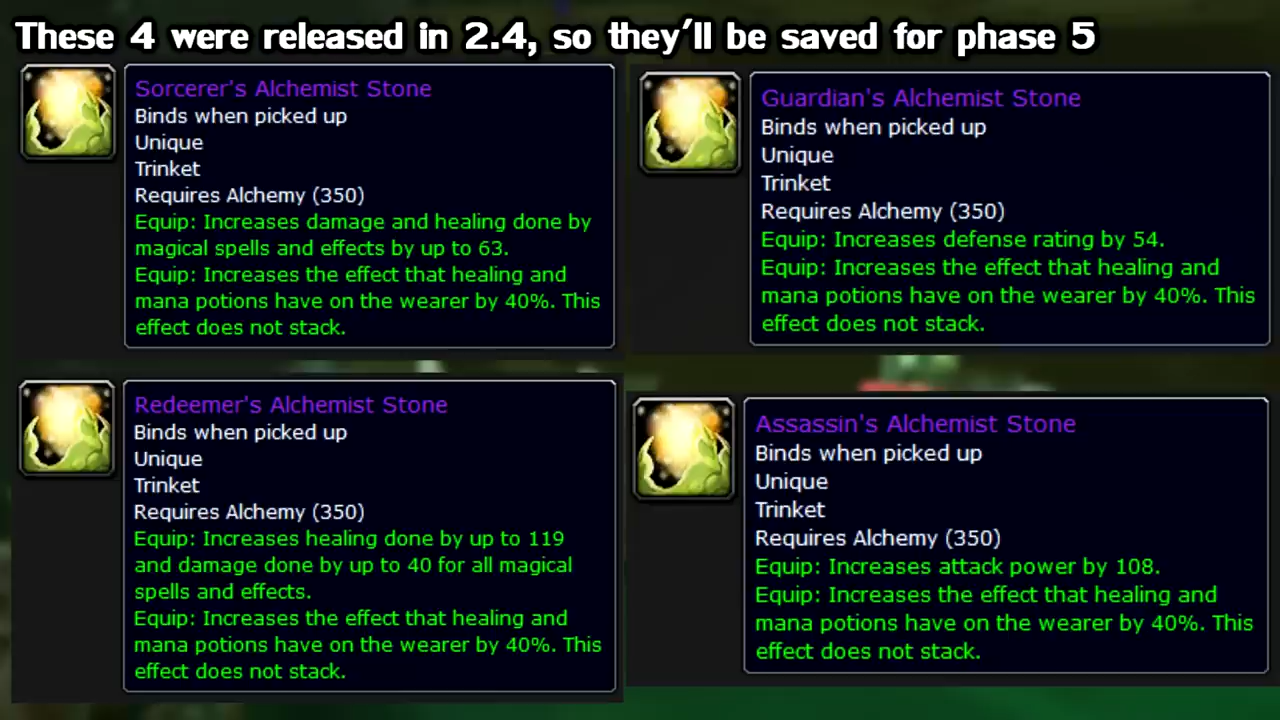 These 4 were released in 2.4, so they'll be saved for phase 5
Sorcerer's Alchemist Stone
Binds when picked up
Unique
Trinket
Requires Alchemy (350)
Equip: Increases damage and healing done by
magical spells and effects by up to 63.
Equip: Increases the effect that healing and
mana potions have on the wearer by 40%. This
effect does not stack.
Guardian's Alchemist Stone
Binds when picked up
Unique
Trinket
Requires Alchemy (350)
Equip: Increases defense rating by 54.
Equip: Increases the effect that healing and
mana potions have on the wearer by 40%. This
effect does not stack.
Redeemer's Alchemist Stone
Binds when picked up
Unique
Trinket
Requires Alchemy (350)
Equip: Increases healing done by up to 119
and damage done by up to 40 for all magical
spells and effects.
Equip: Increases the effect that healing and
mana potions have on the wearer by 40%. This
effect does not stack.
Assassin's Alchemist Stone
Binds when picked up
Unique
Trinket
Requires Alchemy (350)
Equip: Increases attack power by 108.
Equip: Increases the effect that healing and
mana potions have on the wearer by 40%. This
effect does not stack.